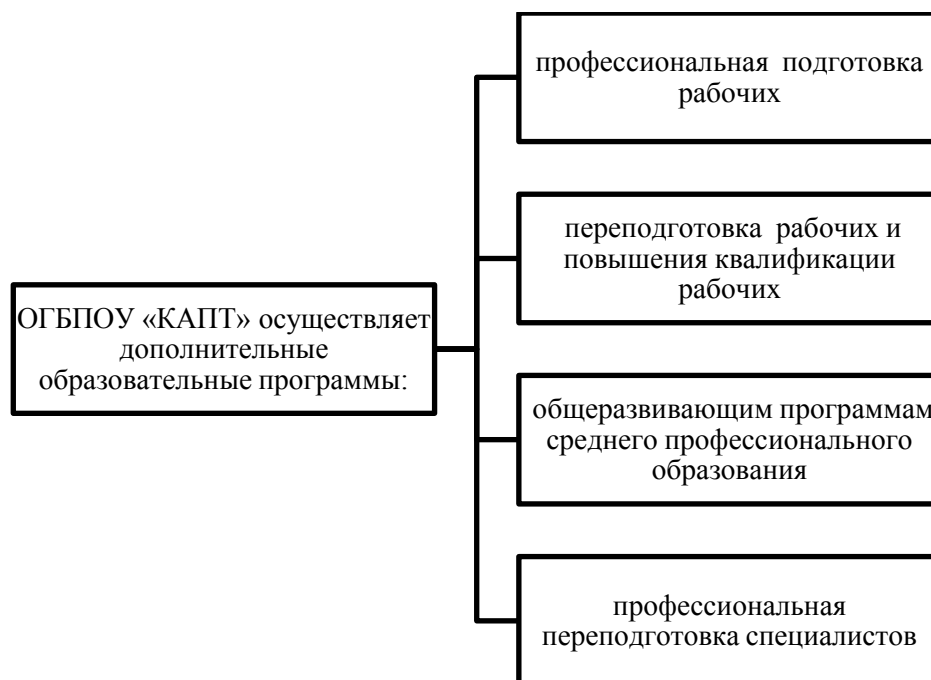 профессиональная подготовка
рабочих
переподготовка рабочих и
повышения квалификации
рабочих
ОГБПОУ «КАПТ» осуществляет
дополнительные
образовательные программы:
общеразвивающим программам
среднего профессионального
образования
профессиональная
переподготовка специалистов